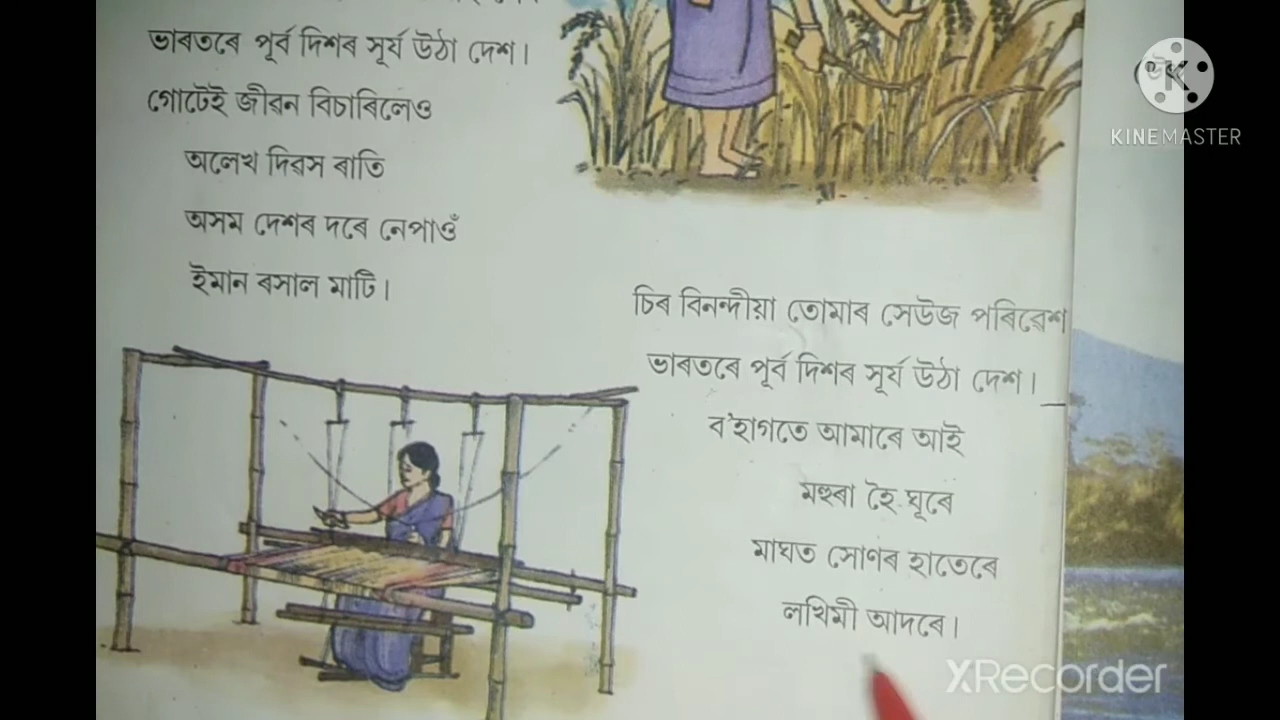 ভাৰতৰে পূৰ্ব দিশৰ সূৰ্য উঠা দেশ।
গোটেই জীৱন বিচাৰিলেও
অলেখ দিৱস ৰাতি
অসম দেশৰ দৰে নেপাওঁ
ইমান ৰসাল মাটি।
চিৰ বিনন্দীয়া তোমাৰ সেউজ পৰিৱেশ
ভাৰতৰে পূৰ্ব দিশৰ সূৰ্য উঠা দেশ।
ব'হাগতে আমাৰে আই
মহুৰা হৈ ঘূৰে
মাঘত সোণৰ হাতেৰে
লখিমী আদৰে।
KINEMASTER
XRecorder